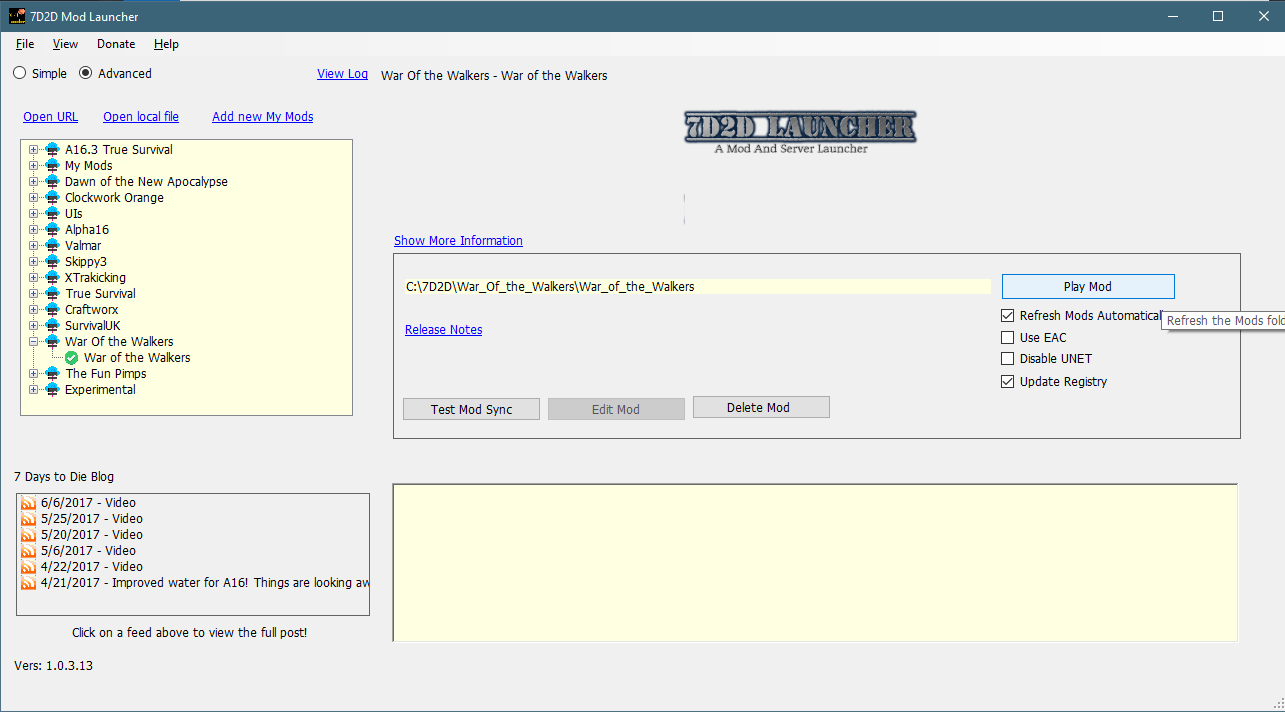 7D2D Mod Launcher
File View Donate Help
Simple Advanced View Log War Of the Walkers - War of the Walkers
Open URL Open local file Add new My Mods
7D2D LAUNCHER
A Mod And Server Launcher
A16.3 True Survival
My Mods
Dawn of the New Apocalypse
Clockwork Orange
UIs
Alpha16
Valmar
Skippy3
XTrakicking
True Survival
Craftworx
SurvivalUK
War Of the Walkers
War of the Walkers
The Fun Pimps
Experimental
Show More Information
C:\7D2D\War_Of_the_Walkers\War_of_the_Walkers
Play Mod
Release Notes
Refresh Mods Automatical
Refresh the Mods fold
Use EAC
Disable UNET
Update Registry
Test Mod Sync Edit Mod Delete Mod
7 Days to Die Blog
6/6/2017 - Video
5/25/2017 - Video
5/20/2017 - Video
5/6/2017 - Video
4/22/2017 - Video
4/21/2017 - Improved water for A16! Things are looking aw
Click on a feed above to view the full post!
Vers: 1.0.3.13